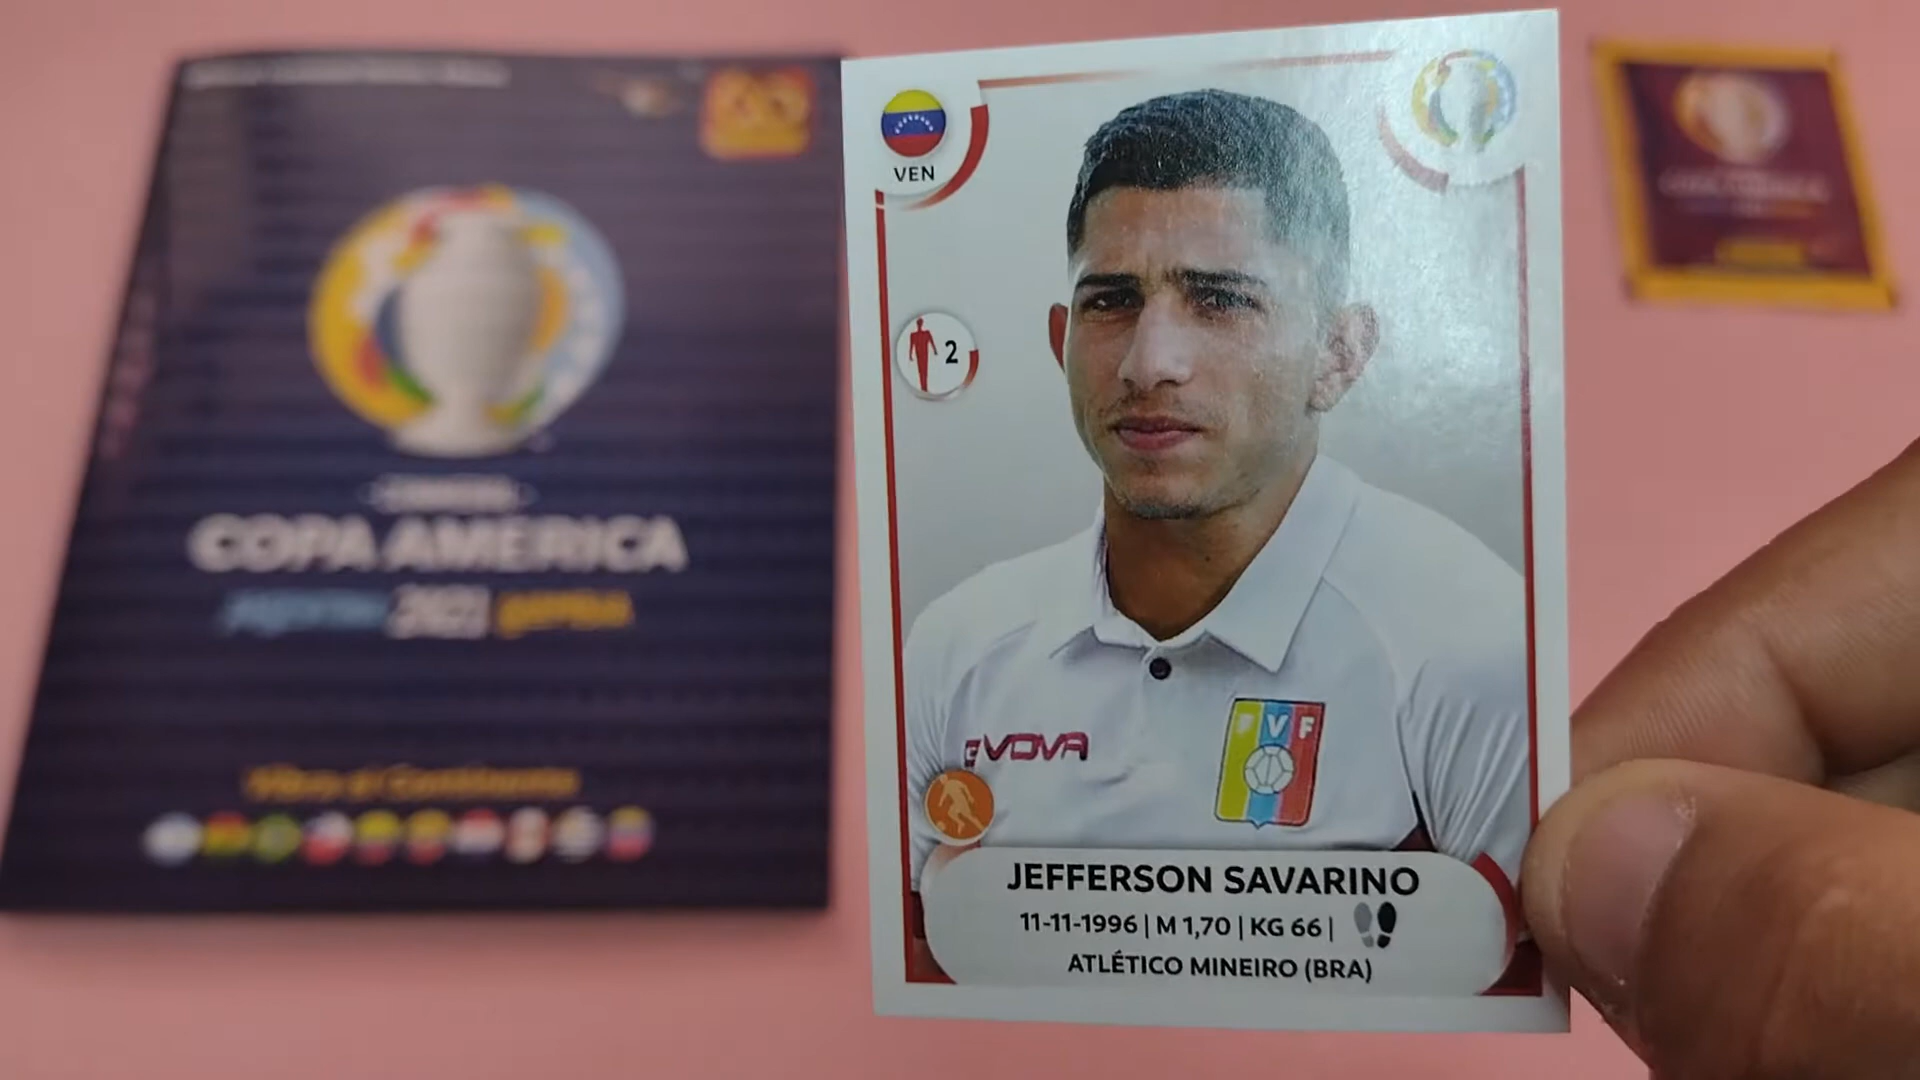 COPA AMERICA
2021
VEN
2
GIVOVA
FVF
JEFFERSON SAVARINO
11-11-1996 | M 1,70 | KG 66 |
ATLÉTICO MINEIRO (BRA)